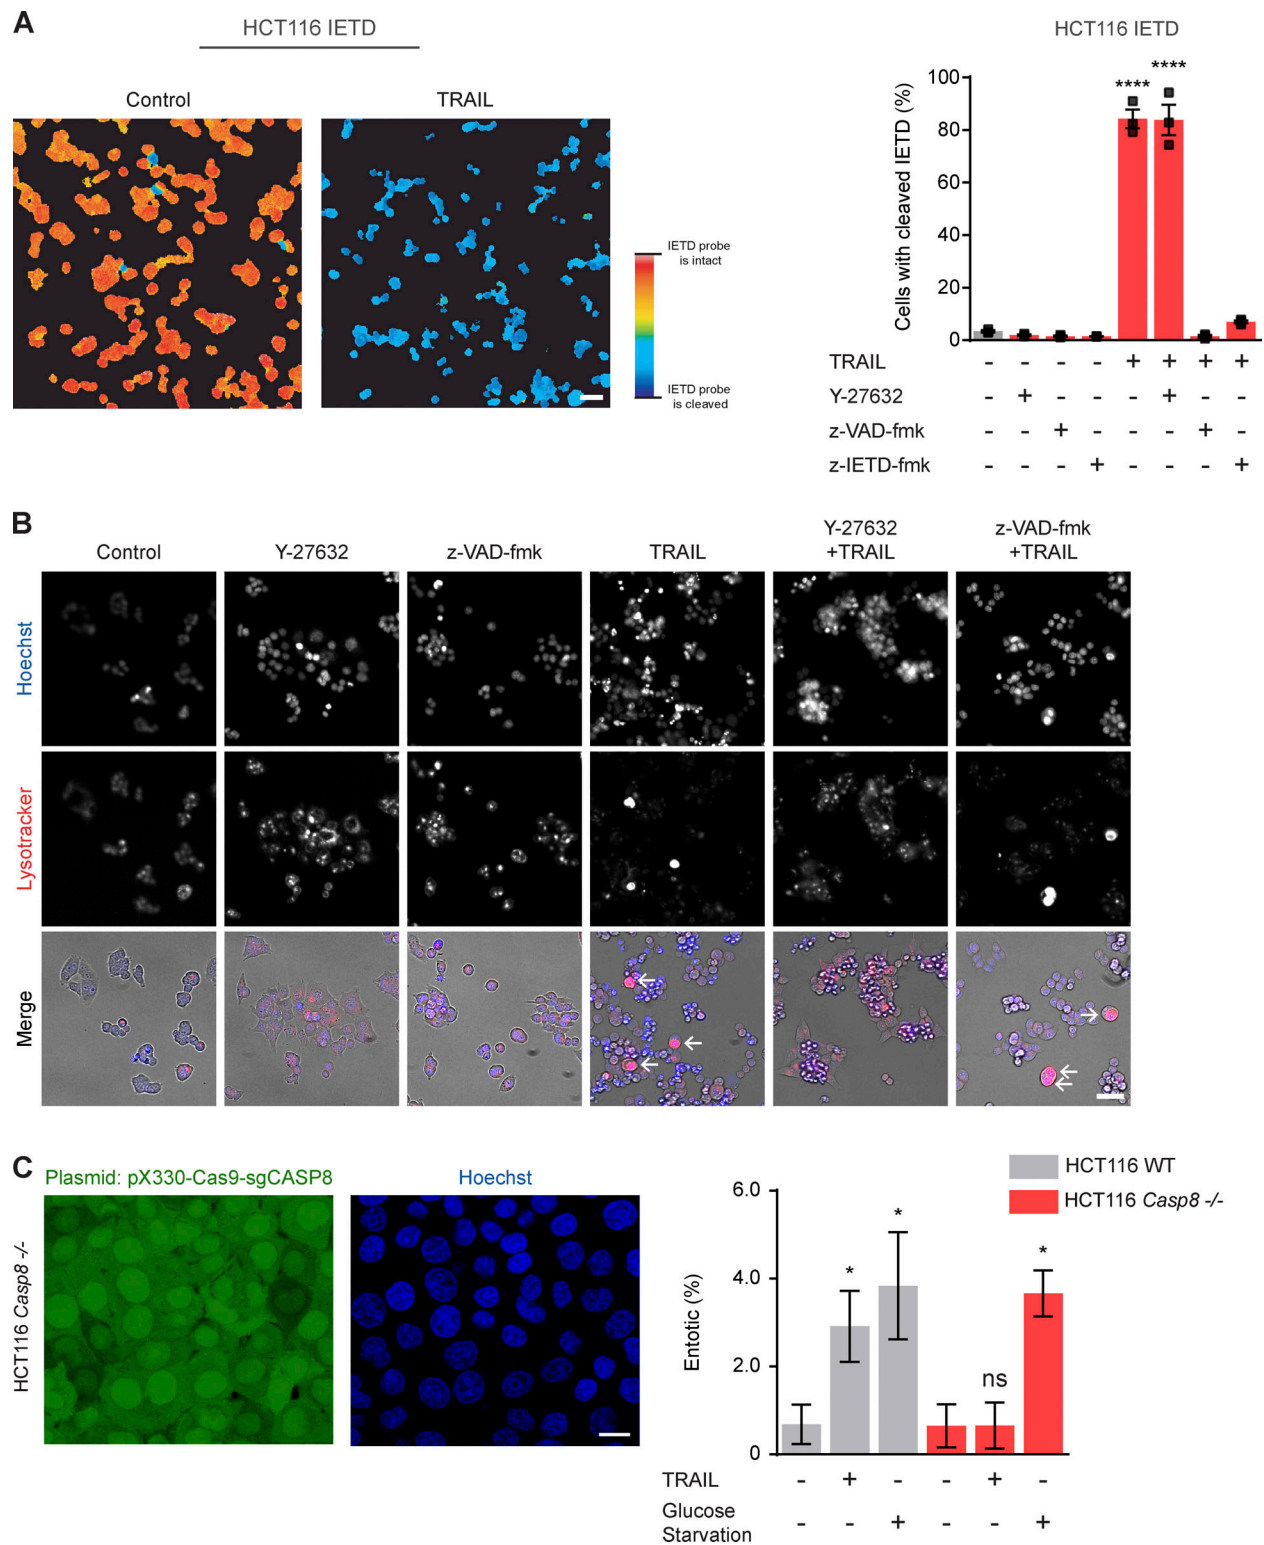 A
HCT116 IETD
Control
TRAIL
IETD probe
is intact
IETD probe
is cleaved
HCT116 IETD
Cells with cleaved IETD (%)
100
80
60
40
20
0
****
****
TRAIL - - - - + + + +
Y-27632 - + - - - + - -
z-VAD-fmk - - + - - - + -
z-IETD-fmk - - - + - - - +
B
Control
Y-27632
z-VAD-fmk
TRAIL
Y-27632
+TRAIL
z-VAD-fmk
+TRAIL
Hoechst
Lysotracker
Merge
C
Plasmid: pX330-Cas9-sgCASP8
Hoechst
HCT116 Casp8 -/-
HCT116 WT
HCT116 Casp8 -/-
Entotic (%)
6.0
4.0
2.0
0
*
*
ns
*
TRAIL - + - - + -
Glucose
Starvation - - + - - +